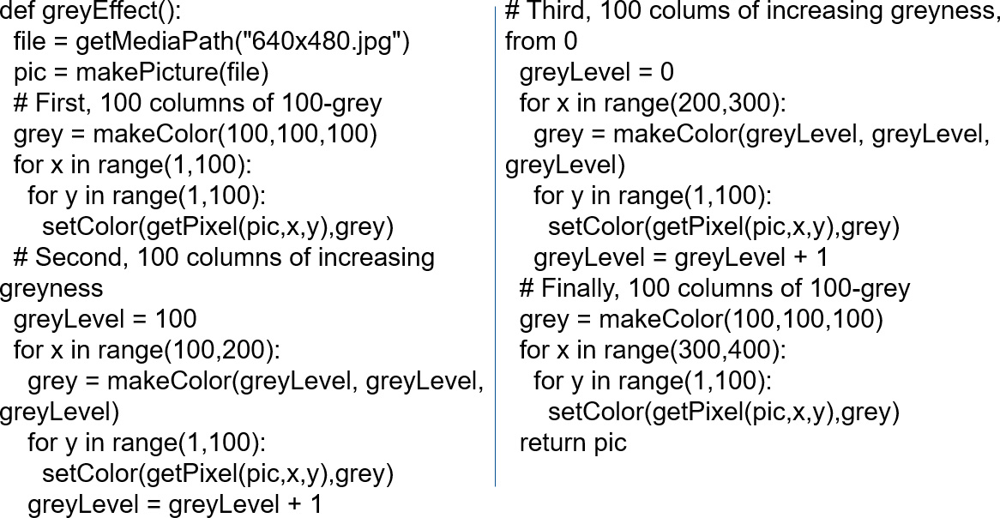 def greyEffect():
  file = getMediaPath("640x480.jpg")
  pic = makePicture(file)
  # First, 100 columns of 100-grey
  grey = makeColor(100,100,100)
  for x in range(1,100):
    for y in range(1,100):
      setColor(getPixel(pic,x,y),grey)
  # Second, 100 columns of increasing
greyness
  greyLevel = 100
  for x in range(100,200):
    grey = makeColor(greyLevel, greyLevel,
greyLevel)
    for y in range(1,100):
      setColor(getPixel(pic,x,y),grey)
    greyLevel = greyLevel + 1
# Third, 100 colums of increasing greyness,
from 0
  greyLevel = 0
  for x in range(200,300):
    grey = makeColor(greyLevel, greyLevel,
greyLevel)
    for y in range(1,100):
      setColor(getPixel(pic,x,y),grey)
    greyLevel = greyLevel + 1
  # Finally, 100 columns of 100-grey
  grey = makeColor(100,100,100)
  for x in range(300,400):
    for y in range(1,100):
      setColor(getPixel(pic,x,y),grey)
  return pic